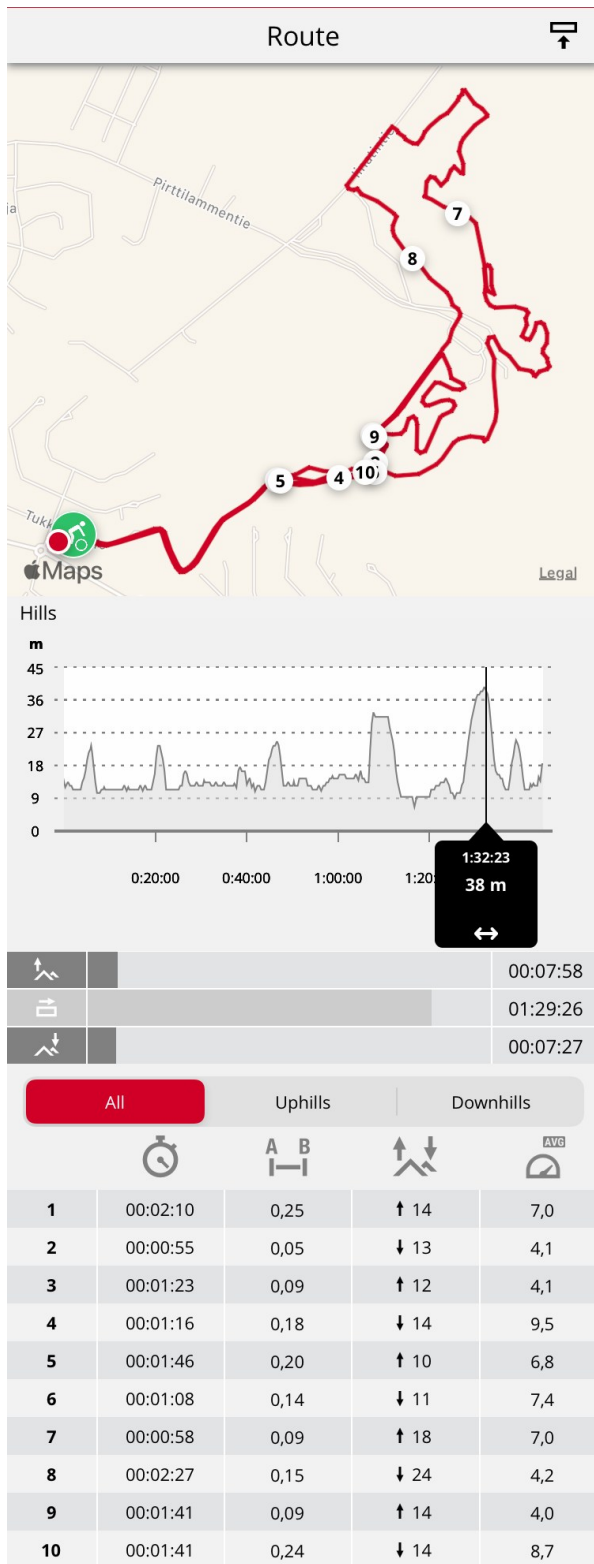 Route
Pirttilammentie
ja
7
8
9
10
4
5
Tukk
Maps
Legal
Hills
m
45
36
27
18
9
0
0:20:00 0:40:00 1:00:00 1:20:
1:32:23
38 m
00:07:58
01:29:26
00:07:27
All Uphills Downhills
A B AVG
1 00:02:10 0,25 14 7,0
2 00:00:55 0,05 13 4,1
3 00:01:23 0,09 12 4,1
4 00:01:16 0,18 14 9,5
5 00:01:46 0,20 10 6,8
6 00:01:08 0,14 11 7,4
7 00:00:58 0,09 18 7,0
8 00:02:27 0,15 24 4,2
9 00:01:41 0,09 14 4,0
10 00:01:41 0,24 14 8,7